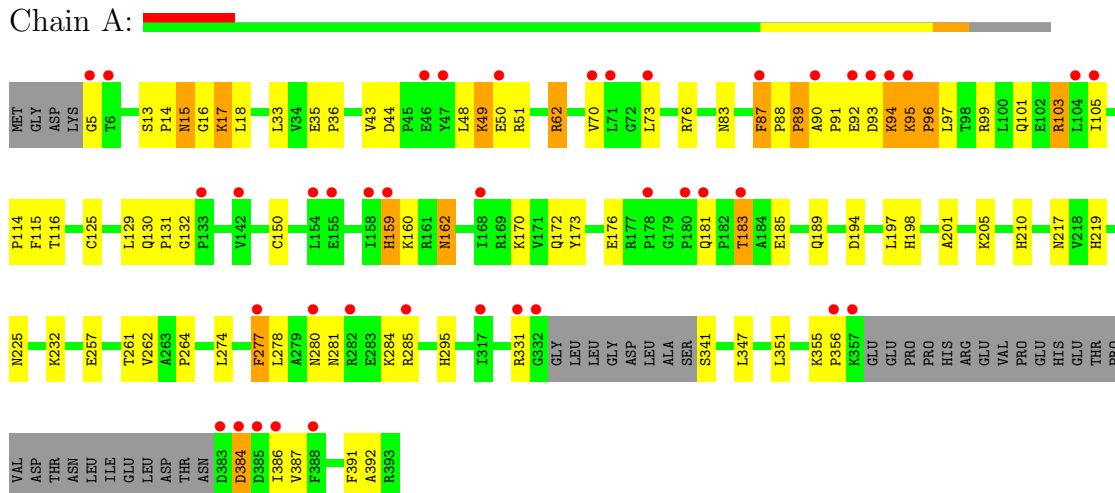 Chain A:
MET GLY ASP LYS G5 T6 S13 P14 N15 G16 K17 L18 L33 V34 E35 P36 V43 D44 P45 E46 Y47 L48 K49 E50 R51 R62 V70 L71 G72 L73 R76 N83 F87 P88 P89 A90 P91 E92 D93 K94 K95 P96 L97 T98 R99 L100 Q101 E102 R103 L104 I105
P114 F115 T116 C125 L129 Q130 P131 G132 P133 V142 C150 L154 E155 I158 H159 K160 R161 N162 I168 R169 K170 V171 Q172 Y173 E176 R177 P178 G179 P180 Q181 P182 T183 A184 E185 Q189 D194 L197 H198 A201 K205 H210 N217 V218 H219
N225 K232 E257 T261 V262 A263 P264 L274 F277 L278 A279 N280 N281 R282 E283 K284 R285 H295 I317 R331 G332 GLY LEU LEU GLY ASP LEU ALA SER S341 L347 L351 K355 P356 K357 GLU GLU PRO PRO HIS ARG GLU VAL PRO GLU HIS GLU THR PRO
VAL ASP THR ASN LEU ILE GLU LEU ASP THR ASN D383 D384 D385 I386 V387 F388 F391 A392 R393